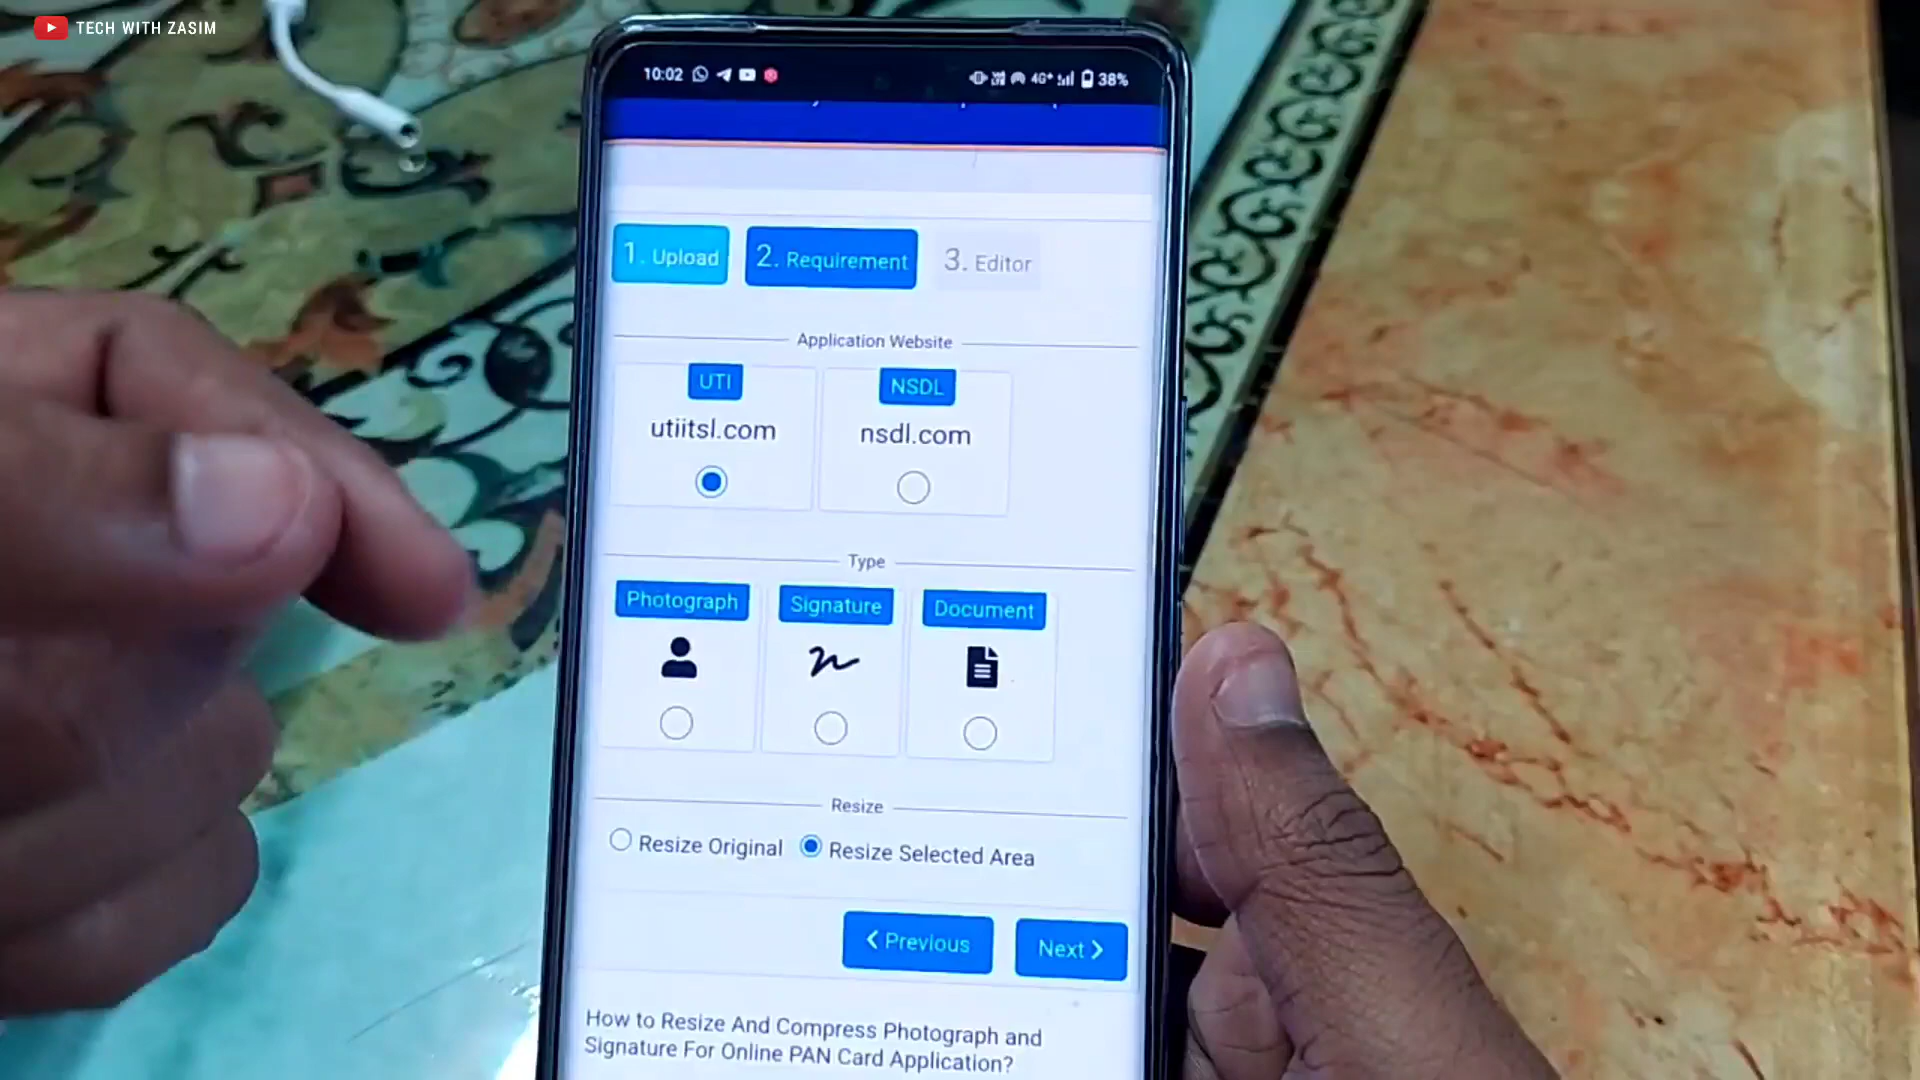 TECH WITH ZASIM
10:02 4G+ 38%
1. Upload 2. Requirement 3. Editor
Application Website
UTI NSDL
utiitsl.com nsdl.com
Type
Photograph Signature Document
Resize
Resize Original Resize Selected Area
Previous Next
How to Resize And Compress Photograph and
Signature For Online PAN Card Application?